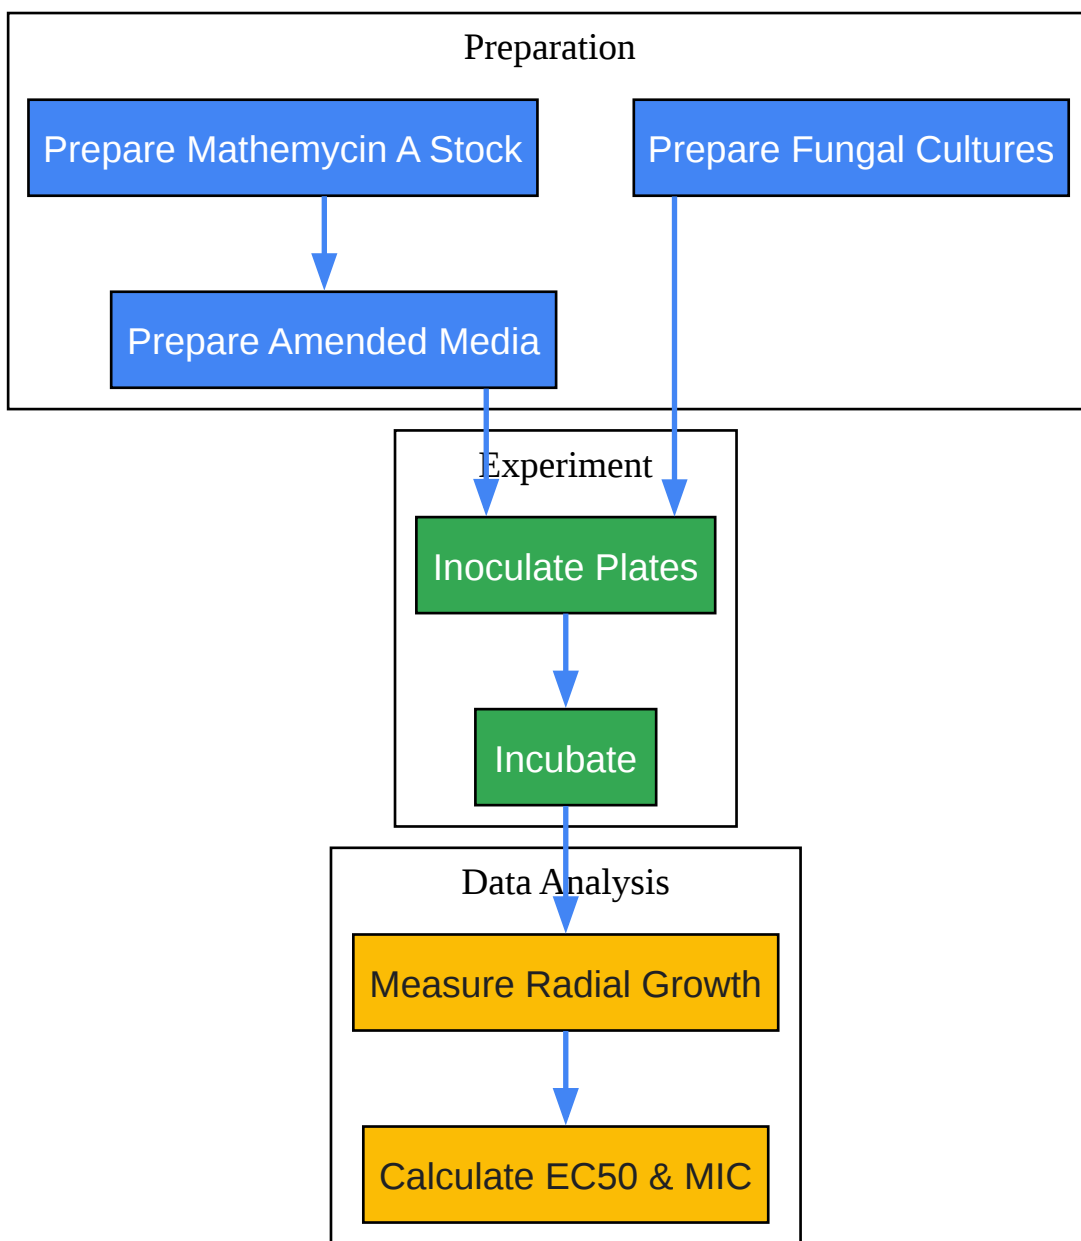 Preparation
Prepare Mathemycin A Stock
Prepare Fungal Cultures
Prepare Amended Media
Experiment
Inoculate Plates
Incubate
Data Analysis
Measure Radial Growth
Calculate EC50 & MIC